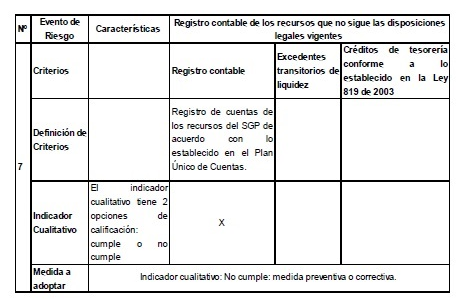 Nº
Evento de
Riesgo
Características
Registro contable de los recursos que no sigue las disposiciones
legales vigentes
7
Criterios
Registro contable
Excedentes
transitorios de
liquidez
Créditos de tesorería
conforme a lo
establecido en la Ley
819 de 2003
Definición de
Criterios
Registro de cuentas de
los recursos del SGP de
acuerdo con lo
establecido en el Plan
Único de Cuentas.
Indicador
Cualitativo
El indicador
cualitativo tiene 2
opciones de
calificación:
cumple o no
cumple
X
Medida a
adoptar
Indicador cualitativo: No cumple: medida preventiva o correctiva.